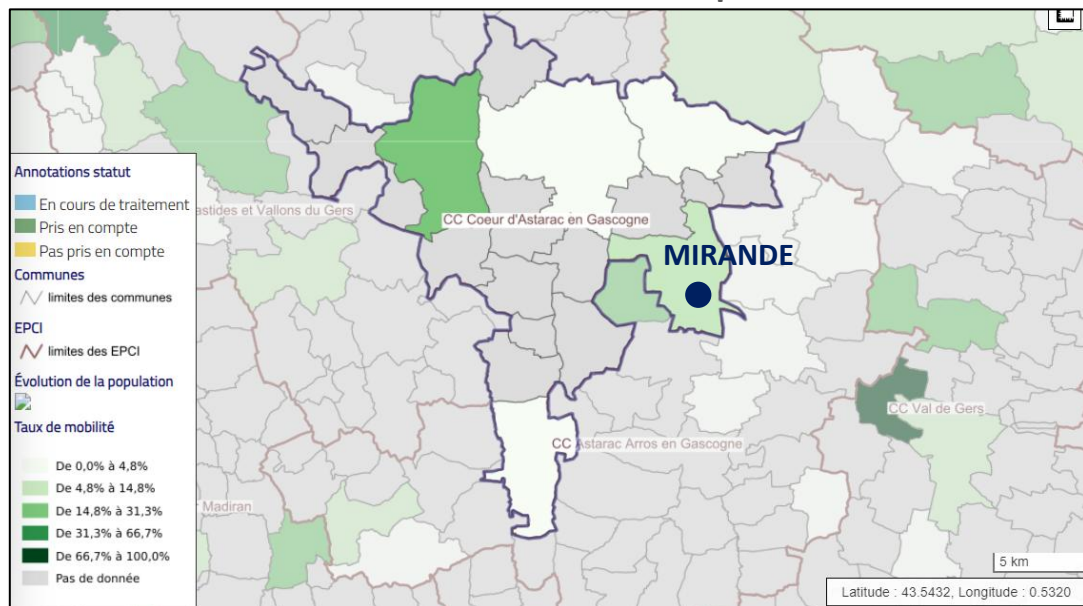 Annotations statut
En cours de traitement
Pris en compte
Pas pris en compte
Communes
limites des communes
EPCI
limites des EPCI
Évolution de la population
Taux de mobilité
De 0,0% à 4,8%
De 4,8% à 14,8%
De 14,8% à 31,3%
De 31,3% à 66,7%
De 66,7% à 100,0%
Pas de donnée
et Vallons du Gers
CC Coeur d'Astarac en Gascogne
MIRANDE
CC Val de Gers
CC Astarac Arros en Gascogne
Madiran
5 km
Latitude : 43.5432, Longitude : 0.5320